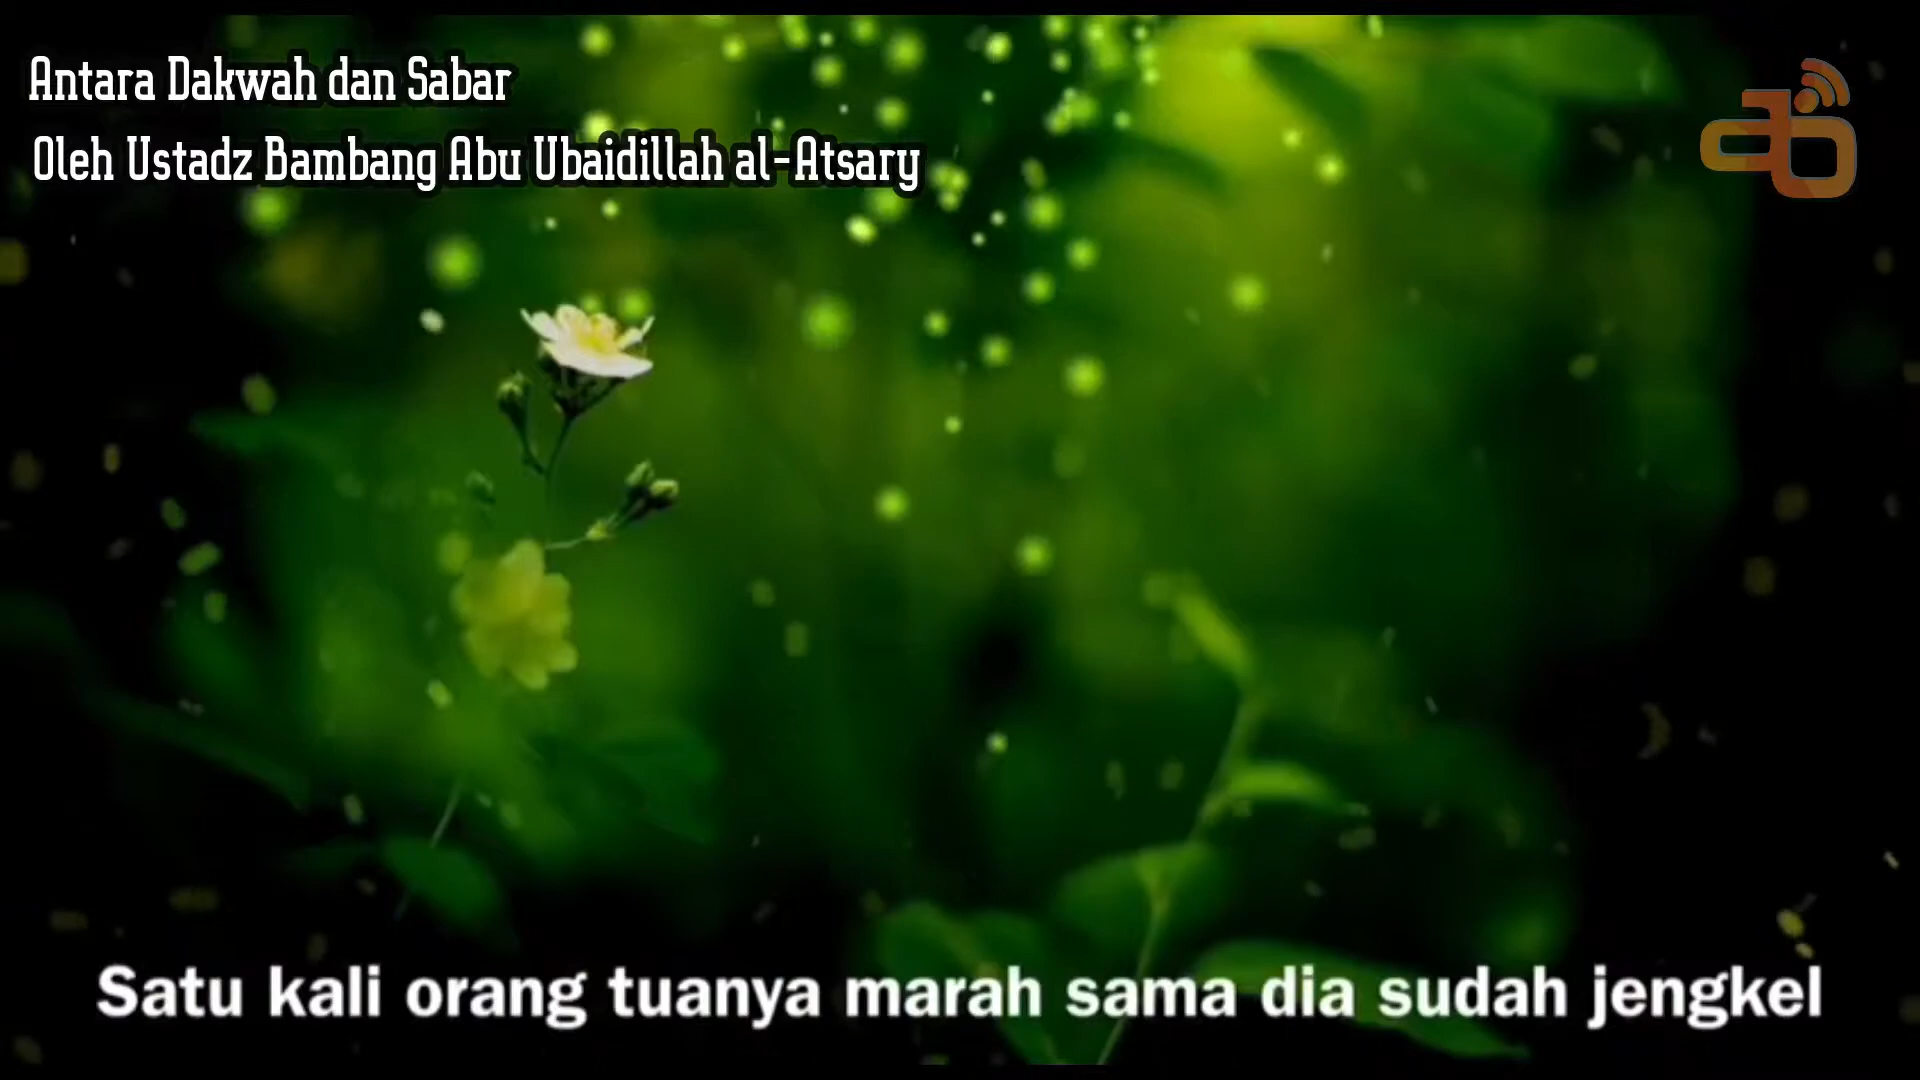 Antara Dakwah dan Sabar
Oleh Ustadz Bambang Abu Ubaidillah al-Atsary
Satu kali orang tuanya marah sama dia sudah jengkel